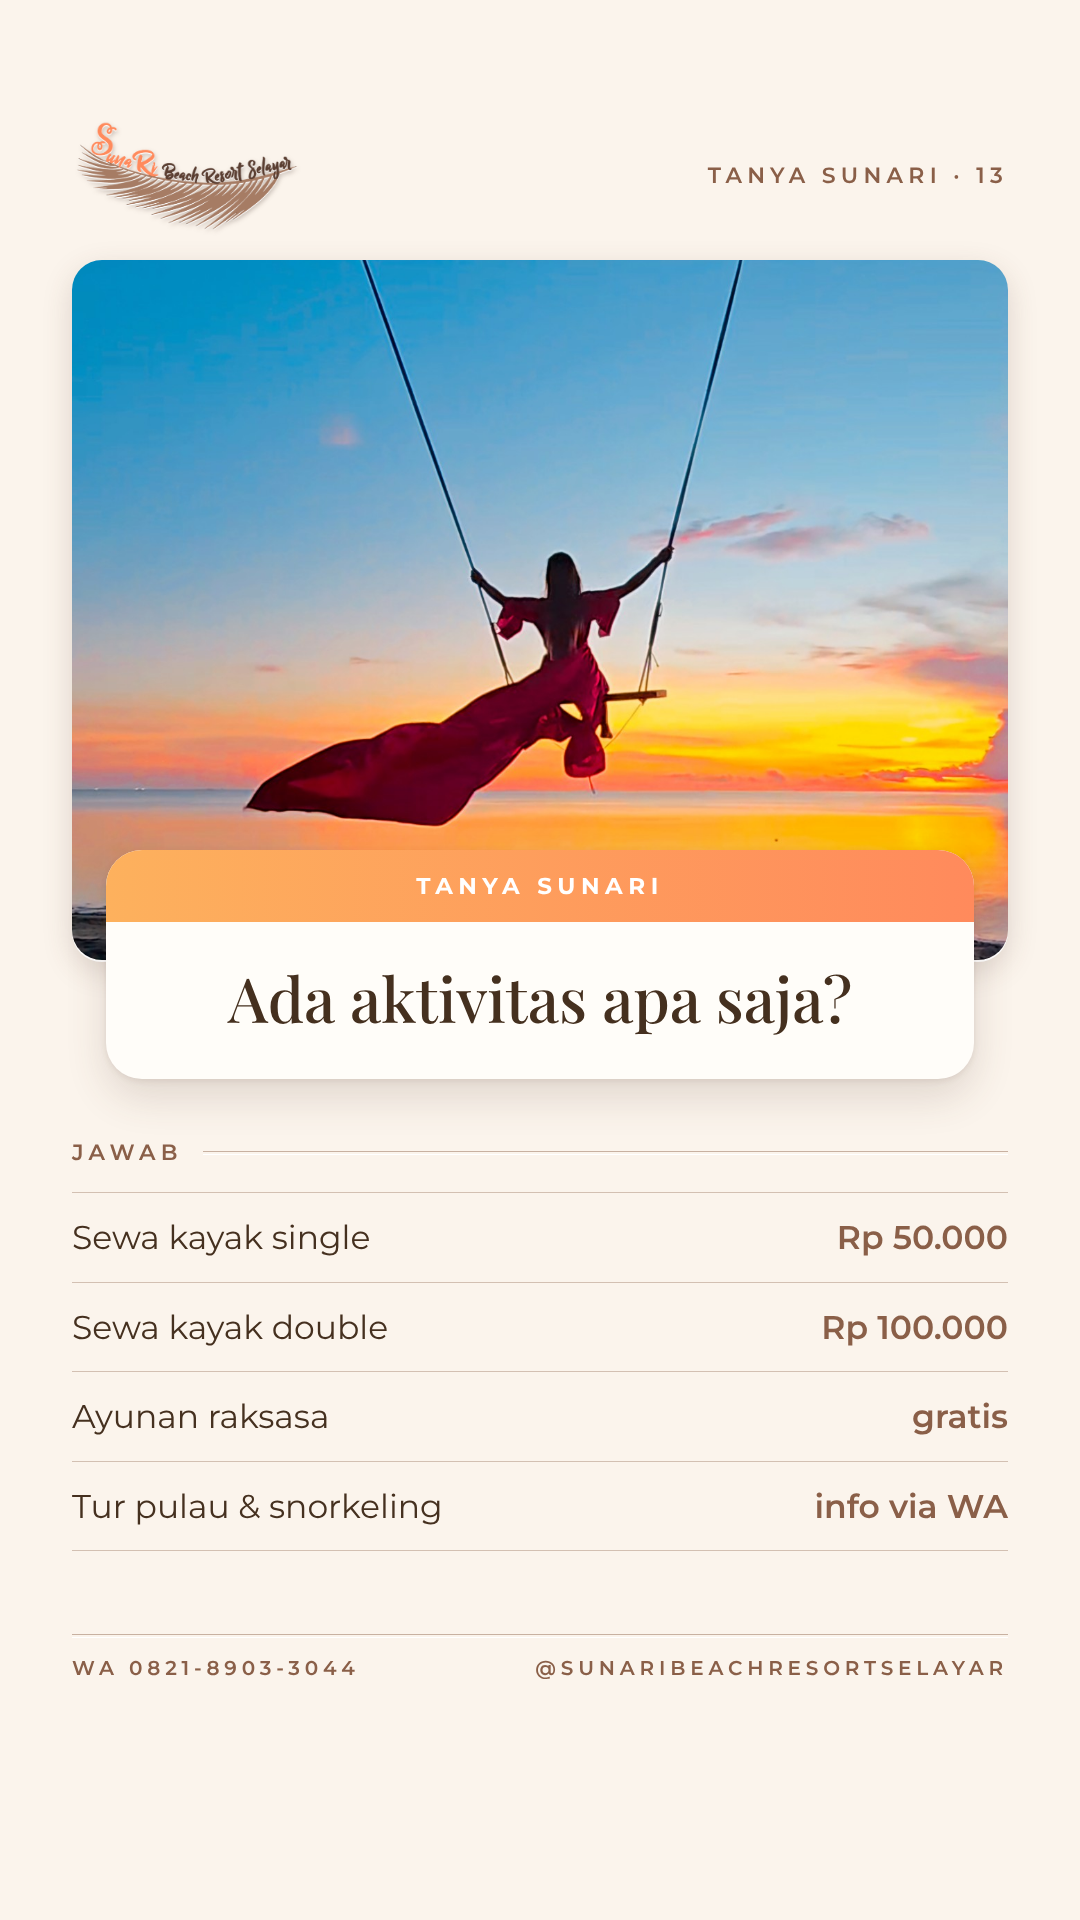 SunaRi Beach Resort Selayar
TANYA SUNARI · 13
TANYA SUNARI
Ada aktivitas apa saja?
JAWAB
Sewa kayak single Rp 50.000
Sewa kayak double Rp 100.000
Ayunan raksasa gratis
Tur pulau & snorkeling info via WA
WA 0821-8903-3044 @SUNARIBEACHRESORTSELAYAR